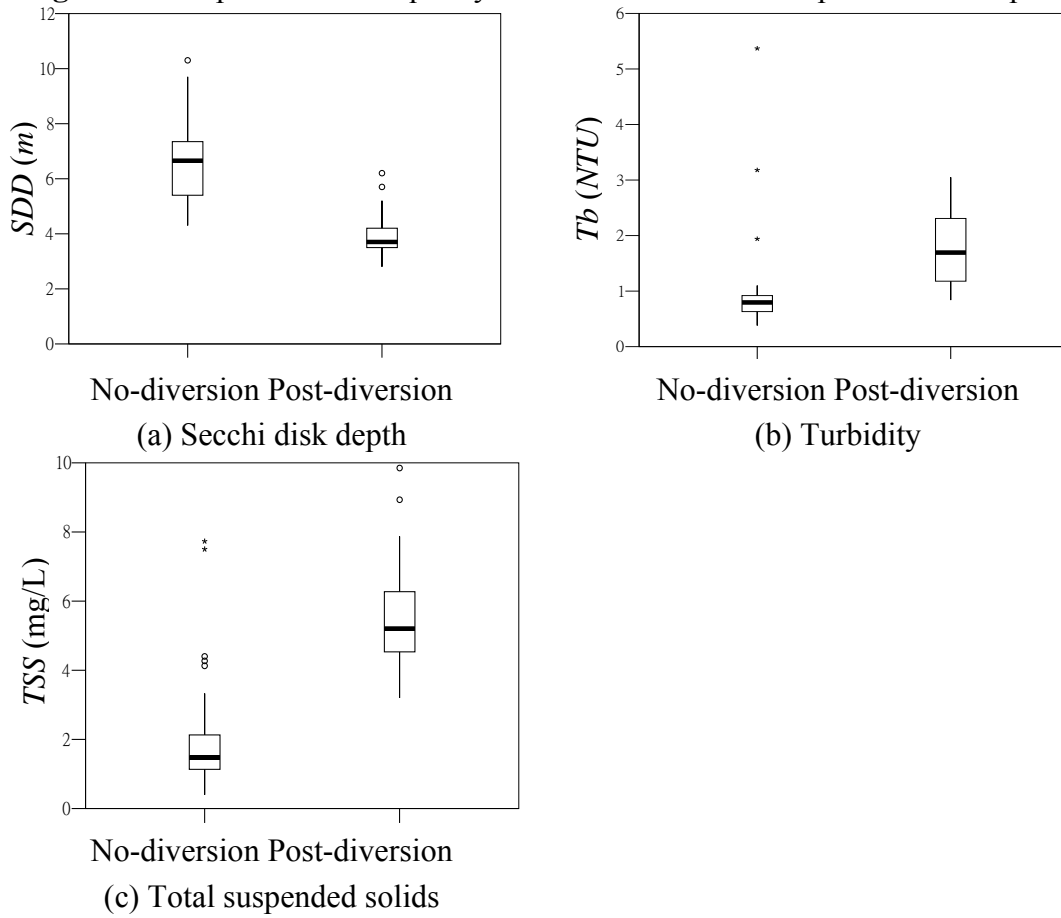 12
10
8
6
4
2
0
SDD (m)
No-diversion Post-diversion
(a) Secchi disk depth
6
5
4
3
2
1
0
Tb (NTU)
No-diversion Post-diversion
(b) Turbidity
10
8
6
4
2
0
TSS (mg/L)
No-diversion Post-diversion
(c) Total suspended solids